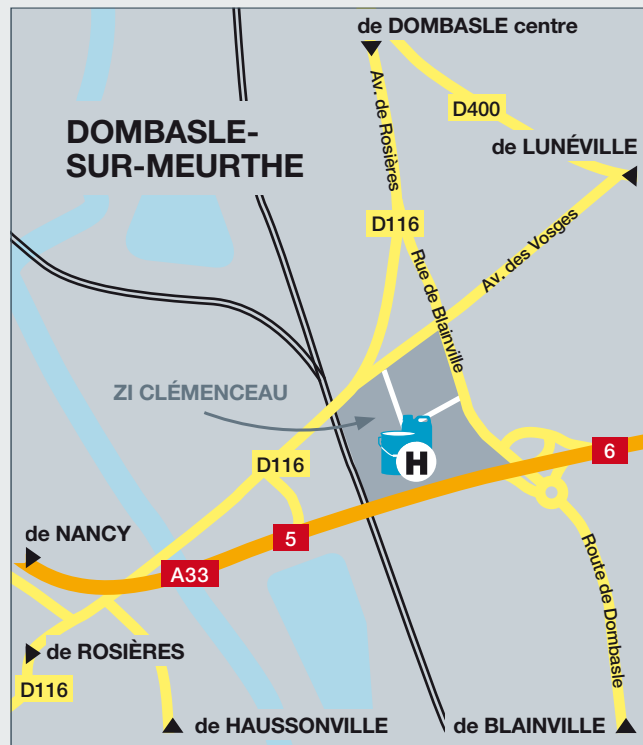 de DOMBASLE centre
D400
DOMBASLE-
SUR-MEURTHE
Av. de Rosières
de LUNÉVILLE
D116
Rue de Blainville
Av. des Vosges
ZI CLÉMENCEAU
D116
H
6
5
de NANCY
A33
Route de Dombasle
de ROSIÈRES
D116
de HAUSSONVILLE
de BLAINVILLE